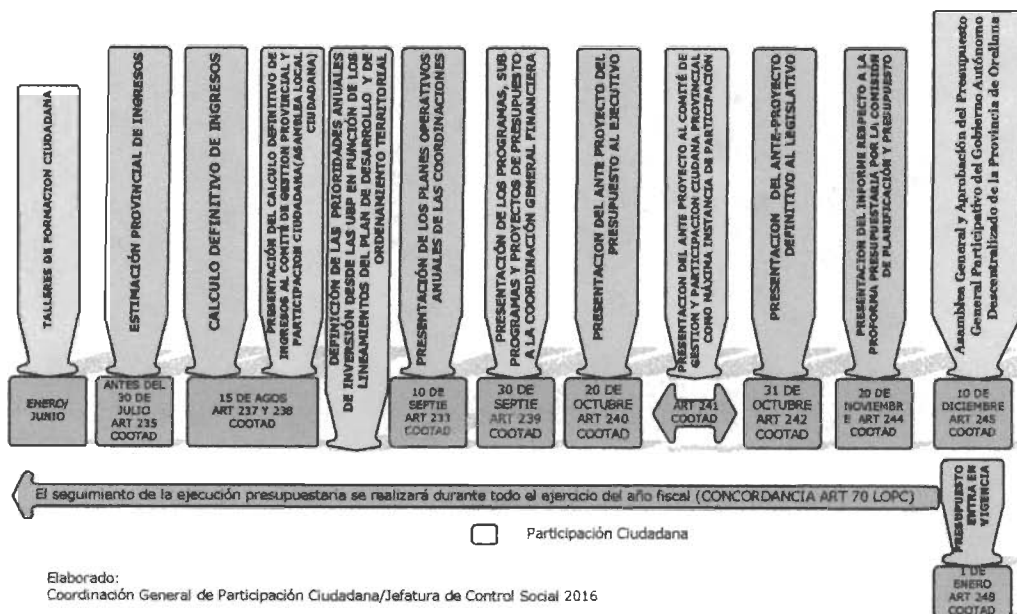 TALLERES DE FORMACION CIUDADANA
ENERO/
JUNIO
ESTIMACIÓN PROVINCIAL DE INGRESOS
ANTES DEL
30 DE
JULIO
ART 235
COOTAD
CALCULO DEFINITIVO DE INGRESOS
PRESENTACIÓN DEL CALCULO DEFINITIVO DE
INGRESOS AL COMITÉ DE GESTION PROVINCIAL Y
PARTICIPACION CIUDADANA(ASAMBLEA LOCAL
CIUDADANA)
15 DE AGOS
ART 237 Y 238
COOTAD
DEFINICIÓN DE LAS PRIORIDADES ANUALES
DE INVERSIÓN DESDE LAS UBP EN FUNCIÓN DE LOS
LINEAMIENTOS DEL PLAN DE DESARROLLO Y DE
ORDENAMIENTO TERRITORIAL
PRESENTACIÓN DE LOS PLANES OPERATIVOS
ANUALES DE LAS COORDINACIONES
10 DE
SEPTIE
ART 233
COOTAD
PRESENTACIÓN DE LOS PROGRAMAS, SUB
PROGRAMAS Y PROYECTOS DE PRESUPUESTO
A LA COORDINACIÓN GENERAL FINANCIERA
30 DE
SEPTIE
ART 239
COOTAD
PRESENTACION DEL ANTE PROYECTO DEL
PRESUPUESTO AL EJECUTIVO
20 DE
OCTUBRE
ART 240
COOTAD
PRESENTACION DEL ANTE PROYECTO AL COMITÉ DE
GESTION Y PARTICIPACION CIUDANA PROVINCIAL
COMO MÁXIMA INSTANCIA DE PARTICIPACIÓN
ART 241
COOTAD
PRESENTACION DEL ANTE-PROYECTO
DEFINITIVO AL LEGISLATIVO
31 DE
OCTUBRE
ART 242
COOTAD
PRESENTACION DEL INFORME RESPECTO A LA
PROFORMA PRESUPUESTARIA POR LA COMISIÓN
DE PLANIFICACIÓN Y PRESUPUESTO
20 DE
NOVIEMBR
E ART 244
COOTAD
Asamblea General y Aprobación del Presupuesto
General Participativo del Gobierno Autónomo
Descentralizado de la Provincia de Orellana
10 DE
DICIEMBRE
ART 245
COOTAD
El seguimiento de la ejecución presupuestaria se realizará durante todo el ejercicio del año fiscal (CONCORDANCIA ART 70 LOPC)
PRESUPUESTO
ENTRA EN
VIGENCIA
1 DE
ENERO
ART 248
COOTAD
Participación Ciudadana
Elaborado:
Coordinación General de Participación Ciudadana/Jefatura de Control Social 2016